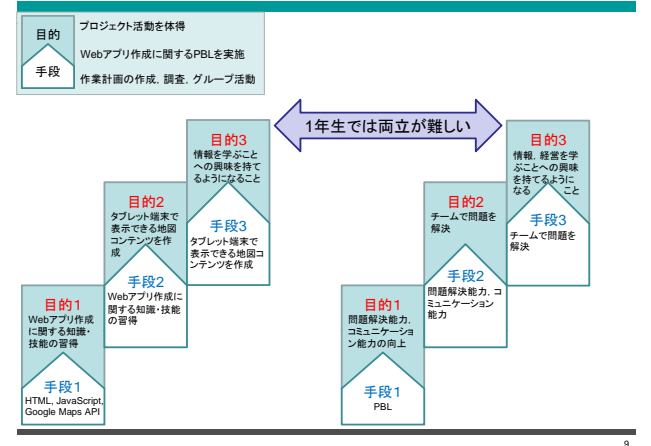 目的
手段
プロジェクト活動を体得
Webアプリ作成に関するPBLを実施
作業計画の作成，調査，グループ活動
1年生では両立が難しい
目的3
情報を学ぶこと
への興味を持て
るようになること
手段3
タブレット端末で
表示できる地図コ
ンテンツを作成
目的2
タブレット端末で
表示できる地図
コンテンツを作
成
手段2
Webアプリ作成に
関する知識・技能
の習得
目的1
Webアプリ作成
に関する知識・
技能の習得
手段1
HTML, JavaScript,
Google Maps API
目的3
情報，経営を学
ぶことへの興味
を持てるように
なる こと
手段3
チームで問題を
解決
目的2
チームで問題を
解決
手段2
問題解決能力，コ
ミュニケーション
能力
目的1
問題解決能力，
コミュニケーショ
ン能力の向上
手段1
PBL
9